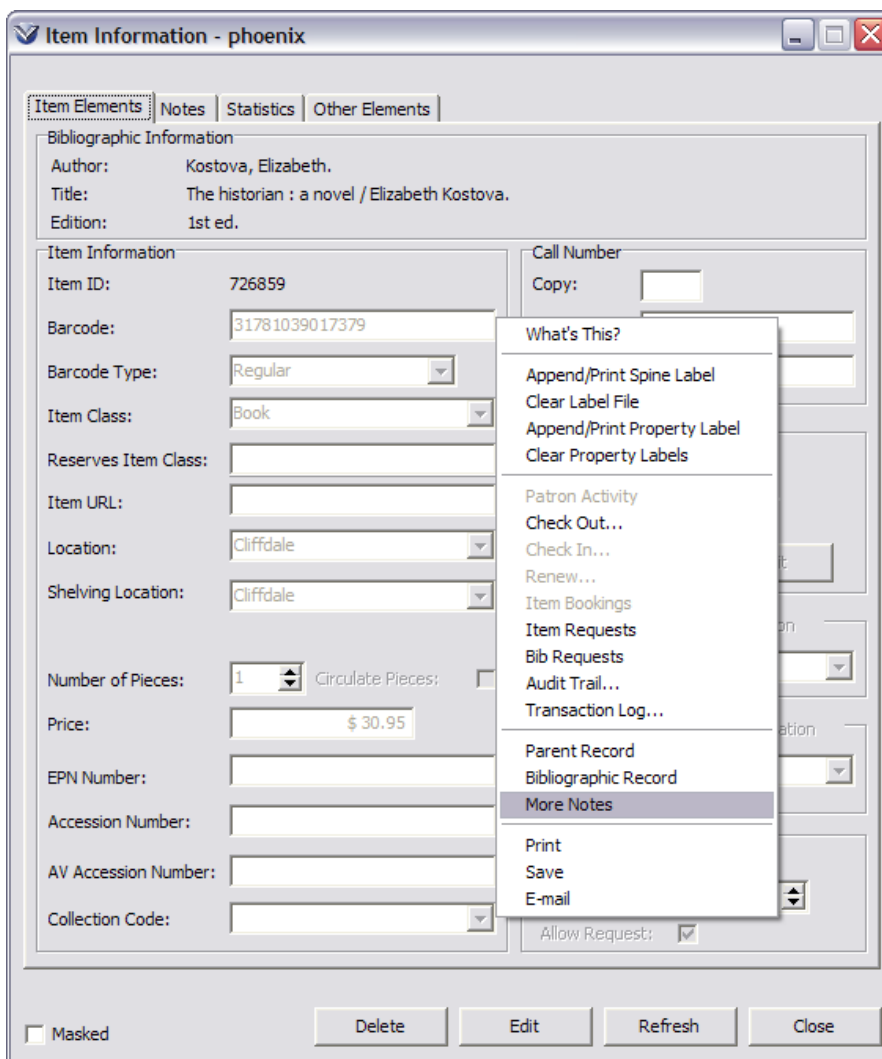 Item Information - phoenix
Item Elements Notes Statistics Other Elements
Bibliographic Information
Author: Kostova, Elizabeth.
Title: The historian : a novel / Elizabeth Kostova.
Edition: 1st ed.
Item Information
Item ID: 726859
Barcode: 31781039017379
Barcode Type: Regular
Item Class: Book
Reserves Item Class:
Item URL:
Location: Cliffdale
Shelving Location: Cliffdale
Number of Pieces: 1 Circulate Pieces:
Price: $ 30.95
EPN Number:
Accession Number:
AV Accession Number:
Collection Code:
Call Number
Copy:
What's This?
Append/Print Spine Label
Clear Label File
Append/Print Property Label
Clear Property Labels
Patron Activity
Check Out...
Check In...
Renew...
Item Bookings
Item Requests
Bib Requests
Audit Trail...
Transaction Log...
Parent Record
Bibliographic Record
More Notes
Print
Save
E-mail
Allow Request:
Masked
Delete Edit Refresh Close